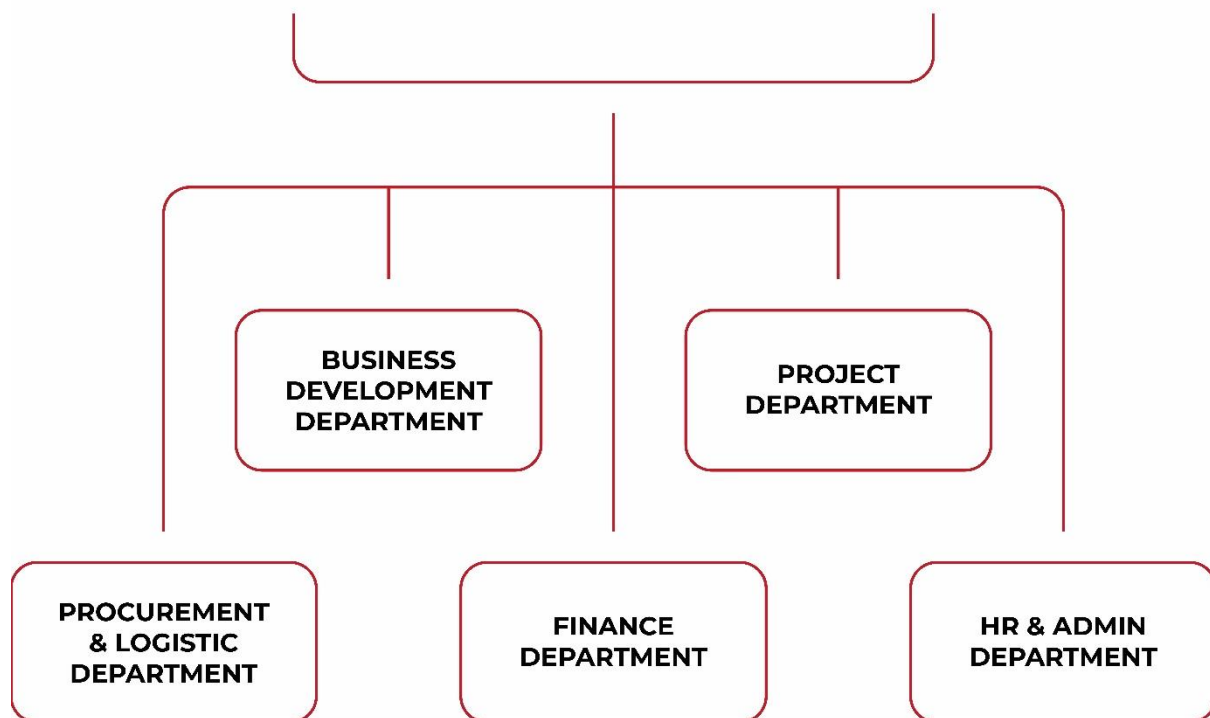 BUSINESS
DEVELOPMENT
DEPARTMENT
PROJECT
DEPARTMENT
PROCUREMENT
& LOGISTIC
DEPARTMENT
FINANCE
DEPARTMENT
HR & ADMIN
DEPARTMENT